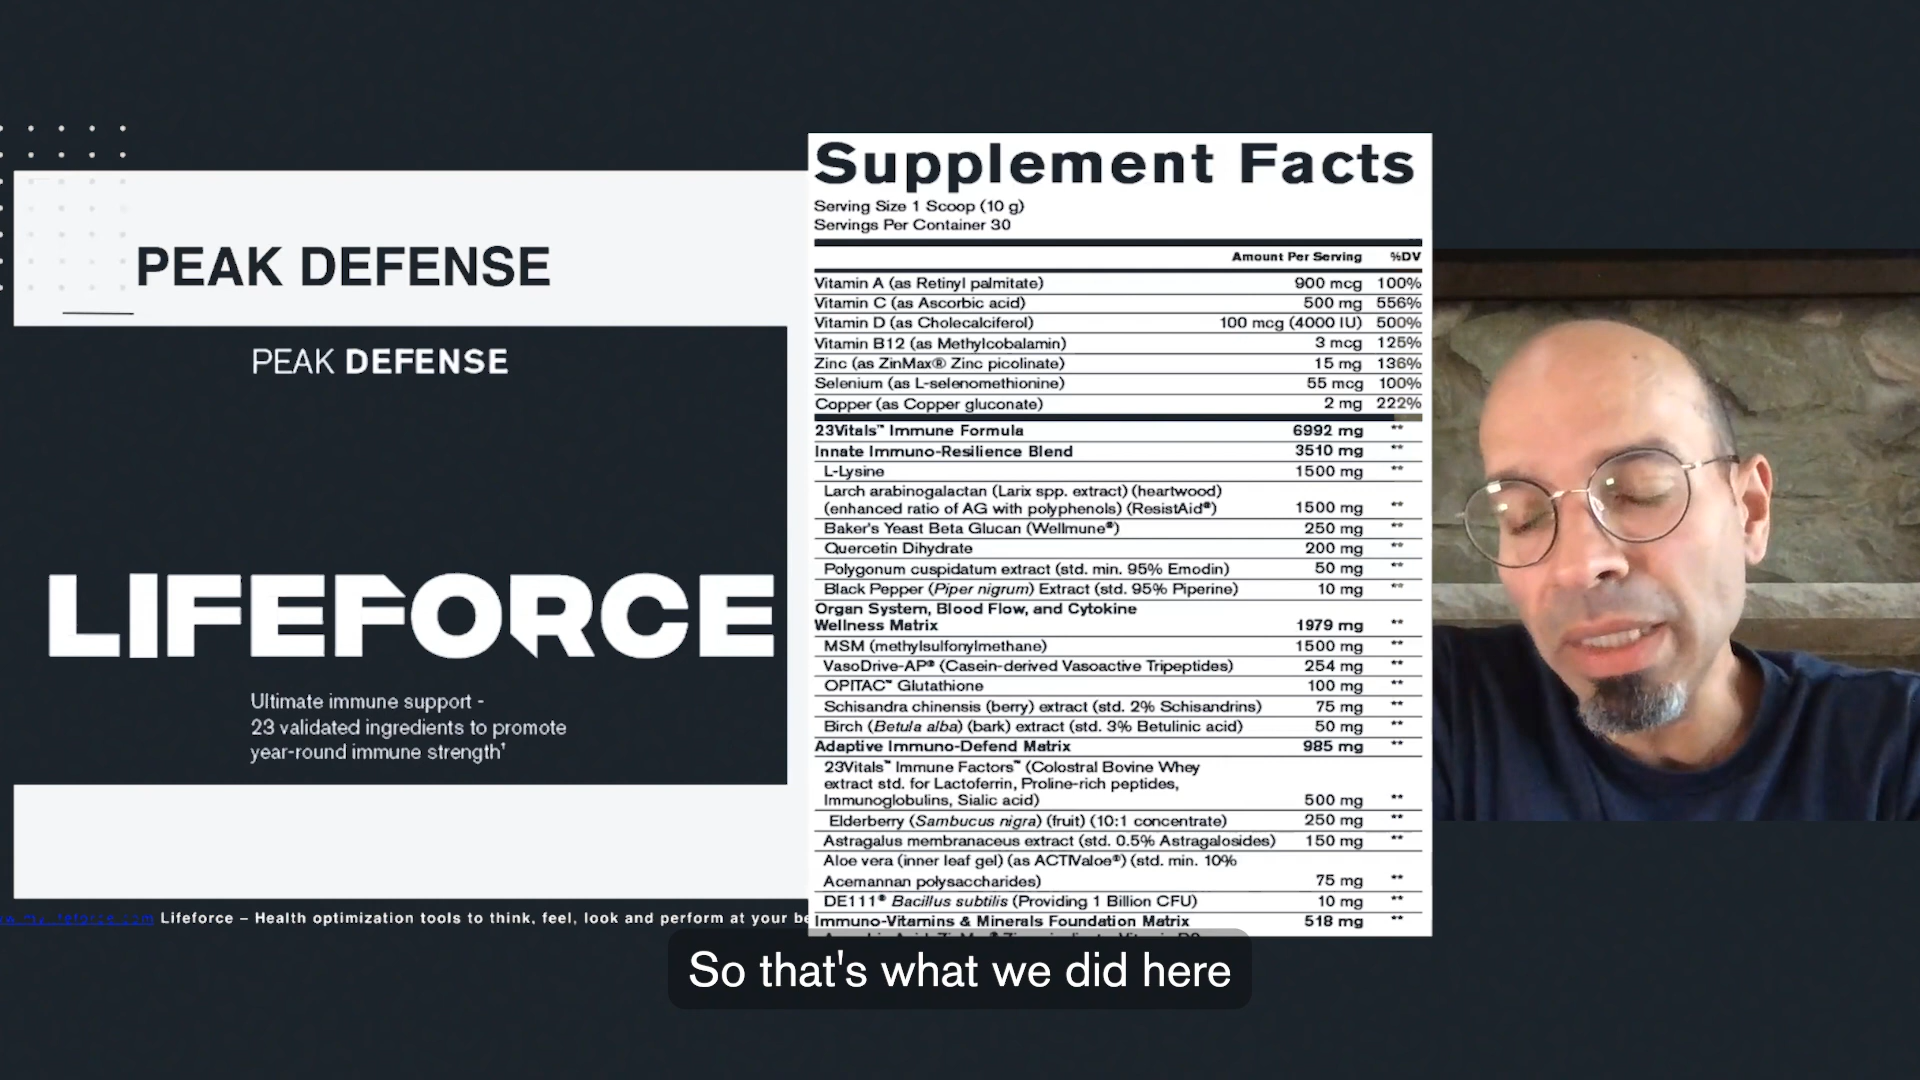 PEAK DEFENSE
PEAK DEFENSE
LIFEFORCE
Ultimate immune support -
23 validated ingredients to promote
year-round immune strength†
Lifeforce – Health optimization tools to think, feel, look and perform at your be
Supplement Facts
Serving Size 1 Scoop (10 g)
Servings Per Container 30
Amount Per Serving %DV
Vitamin A (as Retinyl palmitate) 900 mcg 100%
Vitamin C (as Ascorbic acid) 500 mg 556%
Vitamin D (as Cholecalciferol) 100 mcg (4000 IU) 500%
Vitamin B12 (as Methylcobalamin) 3 mcg 125%
Zinc (as ZinMax® Zinc picolinate) 15 mg 136%
Selenium (as L-selenomethionine) 55 mcg 100%
Copper (as Copper gluconate) 2 mg 222%
23Vitals™ Immune Formula 6992 mg **
Innate Immuno-Resilience Blend 3510 mg **
L-Lysine 1500 mg **
Larch arabinogalactan (Larix spp. extract) (heartwood)
(enhanced ratio of AG with polyphenols) (ResistAid®) 1500 mg **
Baker's Yeast Beta Glucan (Wellmune®) 250 mg **
Quercetin Dihydrate 200 mg **
Polygonum cuspidatum extract (std. min. 95% Emodin) 50 mg **
Black Pepper (Piper nigrum) Extract (std. 95% Piperine) 10 mg **
Organ System, Blood Flow, and Cytokine
Wellness Matrix 1979 mg **
MSM (methylsulfonylmethane) 1500 mg **
VasoDrive-AP® (Casein-derived Vasoactive Tripeptides) 254 mg **
OPITAC™ Glutathione 100 mg **
Schisandra chinensis (berry) extract (std. 2% Schisandrins) 75 mg **
Birch (Betula alba) (bark) extract (std. 3% Betulinic acid) 50 mg **
Adaptive Immuno-Defend Matrix 985 mg **
23Vitals™ Immune Factors™ (Colostral Bovine Whey
extract std. for Lactoferrin, Proline-rich peptides,
Immunoglobulins, Sialic acid) 500 mg **
Elderberry (Sambucus nigra) (fruit) (10:1 concentrate) 250 mg **
Astragalus membranaceus extract (std. 0.5% Astragalosides) 150 mg **
Aloe vera (inner leaf gel) (as ACTIValoe®) (std. min. 10%
Acemannan polysaccharides) 75 mg **
DE111® Bacillus subtilis (Providing 1 Billion CFU) 10 mg **
Immuno-Vitamins & Minerals Foundation Matrix 518 mg **
So that's what we did here